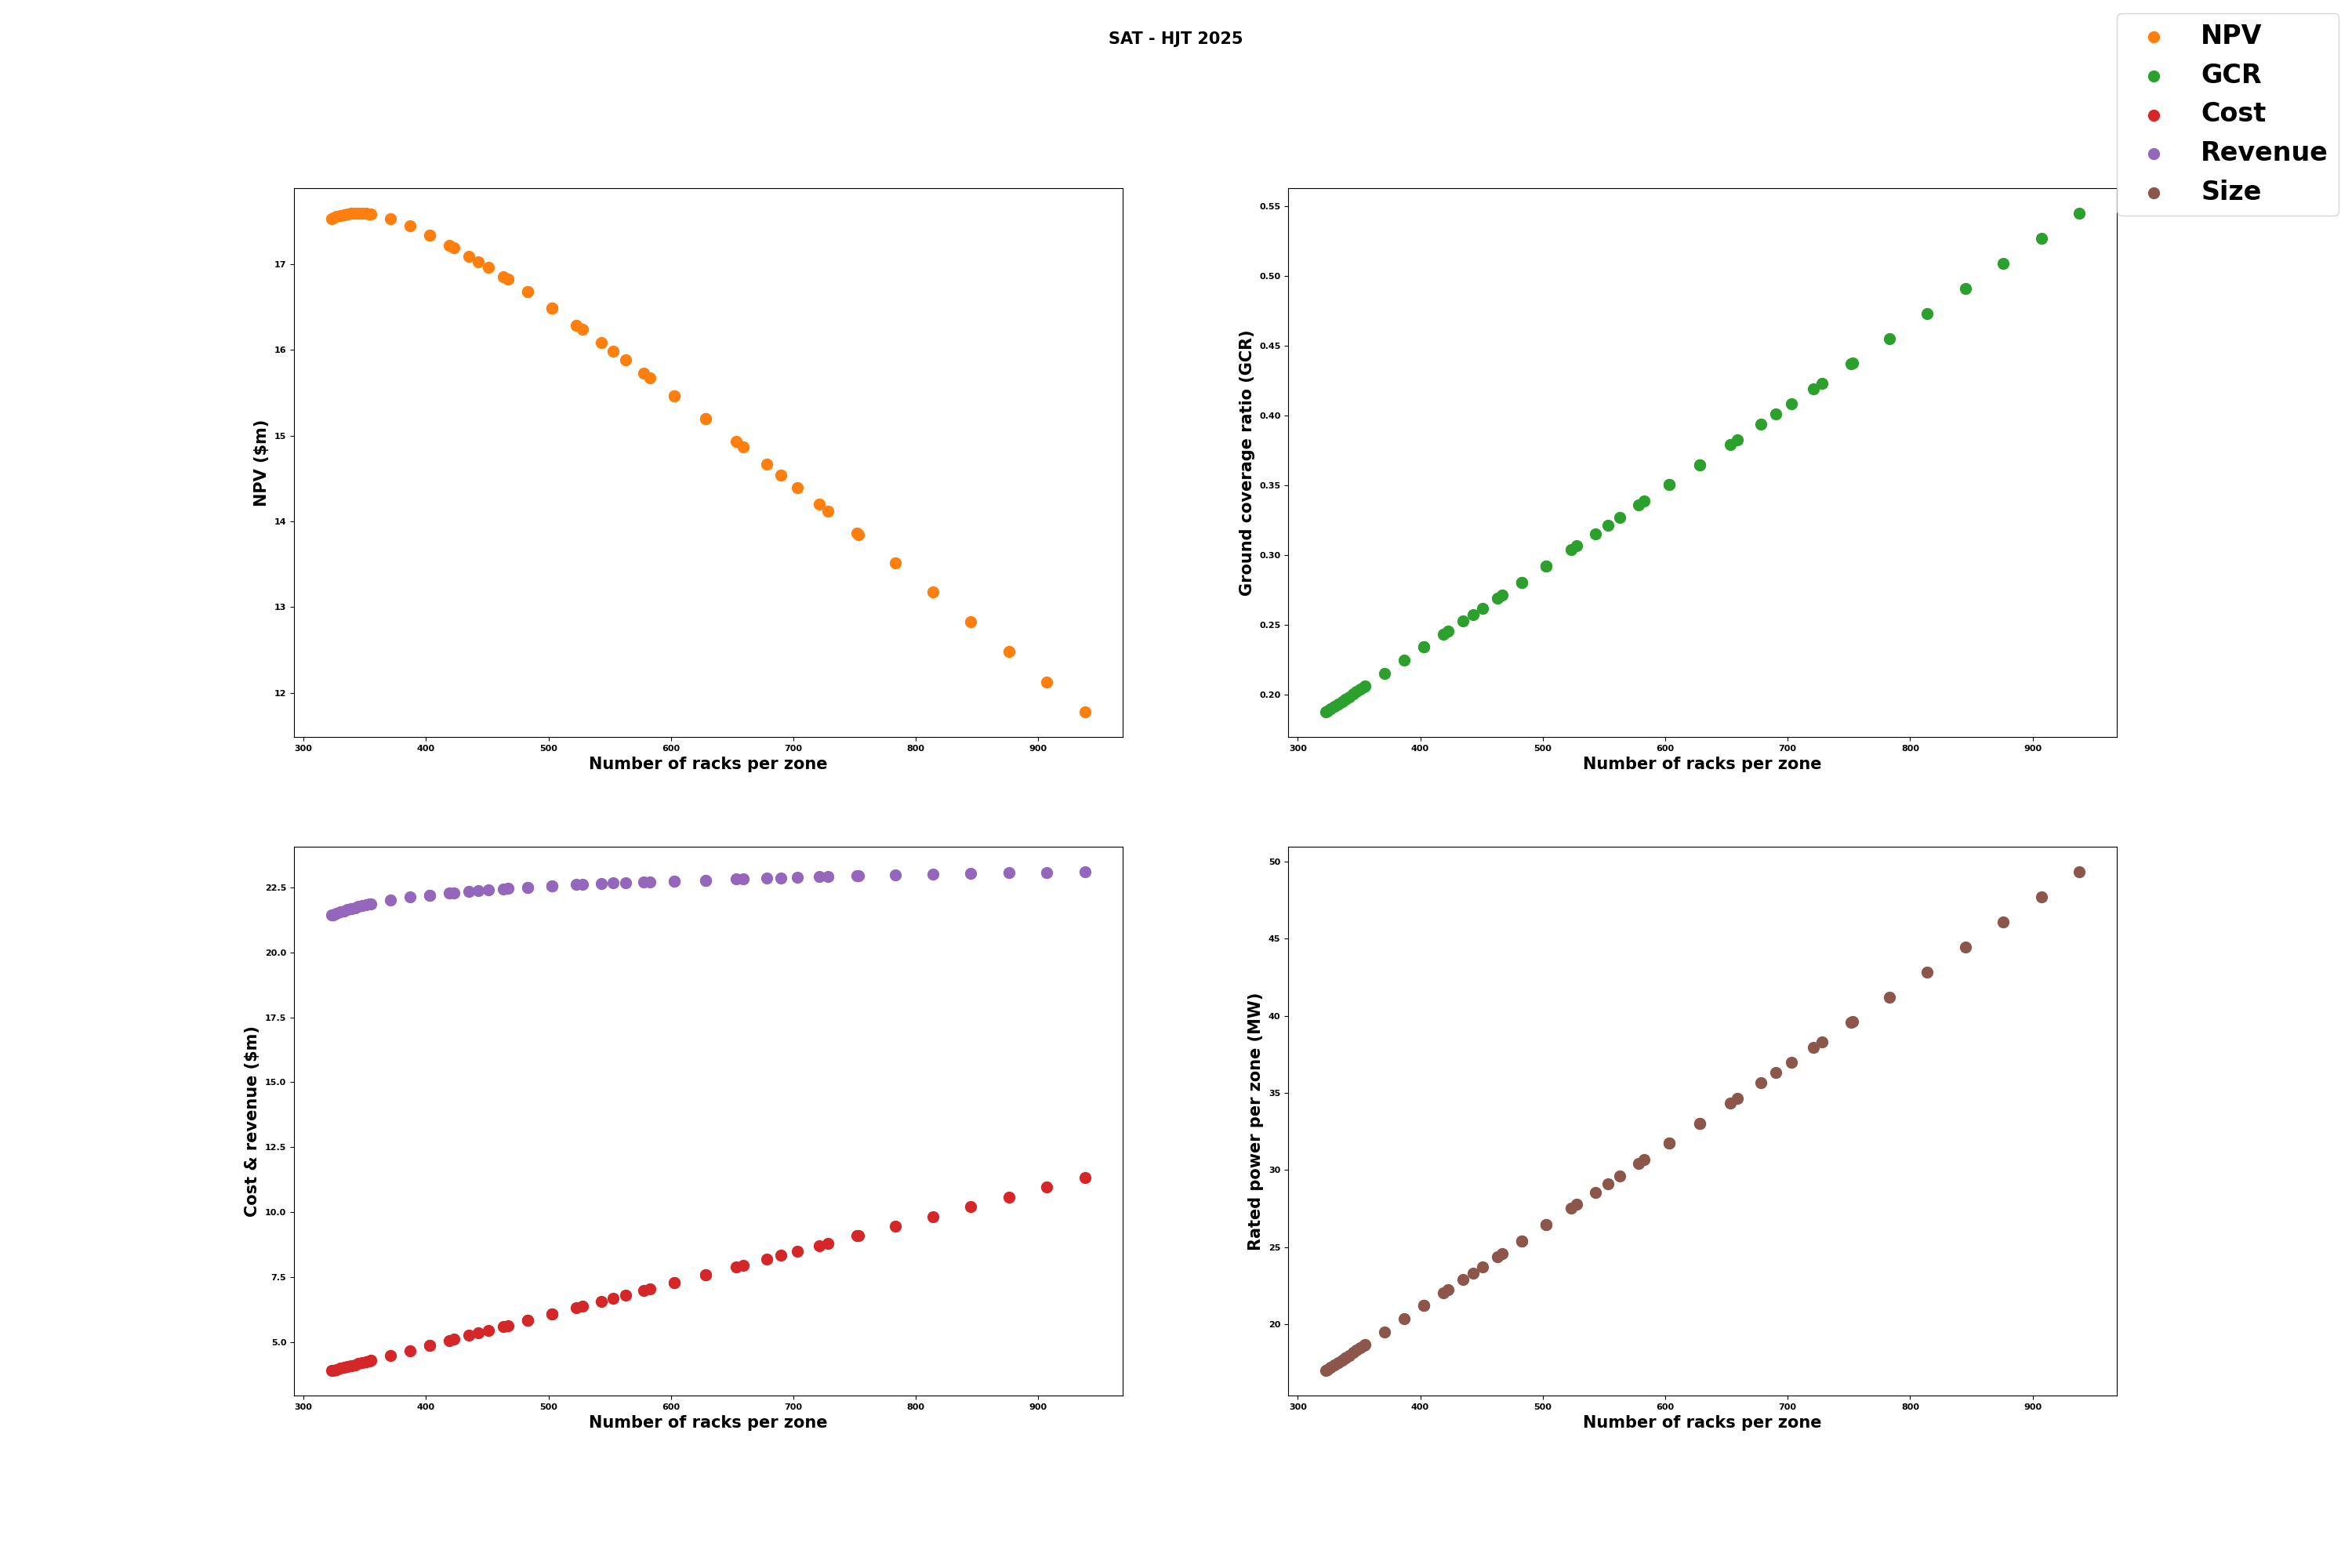 SAT - HJT 2025
NPV
GCR
Cost
Revenue
Size
NPV ($m)
17
16
15
14
13
12
300 400 500 600 700 800 900
Number of racks per zone
Ground coverage ratio (GCR)
0.55
0.50
0.45
0.40
0.35
0.30
0.25
0.20
300 400 500 600 700 800 900
Number of racks per zone
Cost & revenue ($m)
22.5
20.0
17.5
15.0
12.5
10.0
7.5
5.0
300 400 500 600 700 800 900
Number of racks per zone
Rated power per zone (MW)
50
45
40
35
30
25
20
300 400 500 600 700 800 900
Number of racks per zone